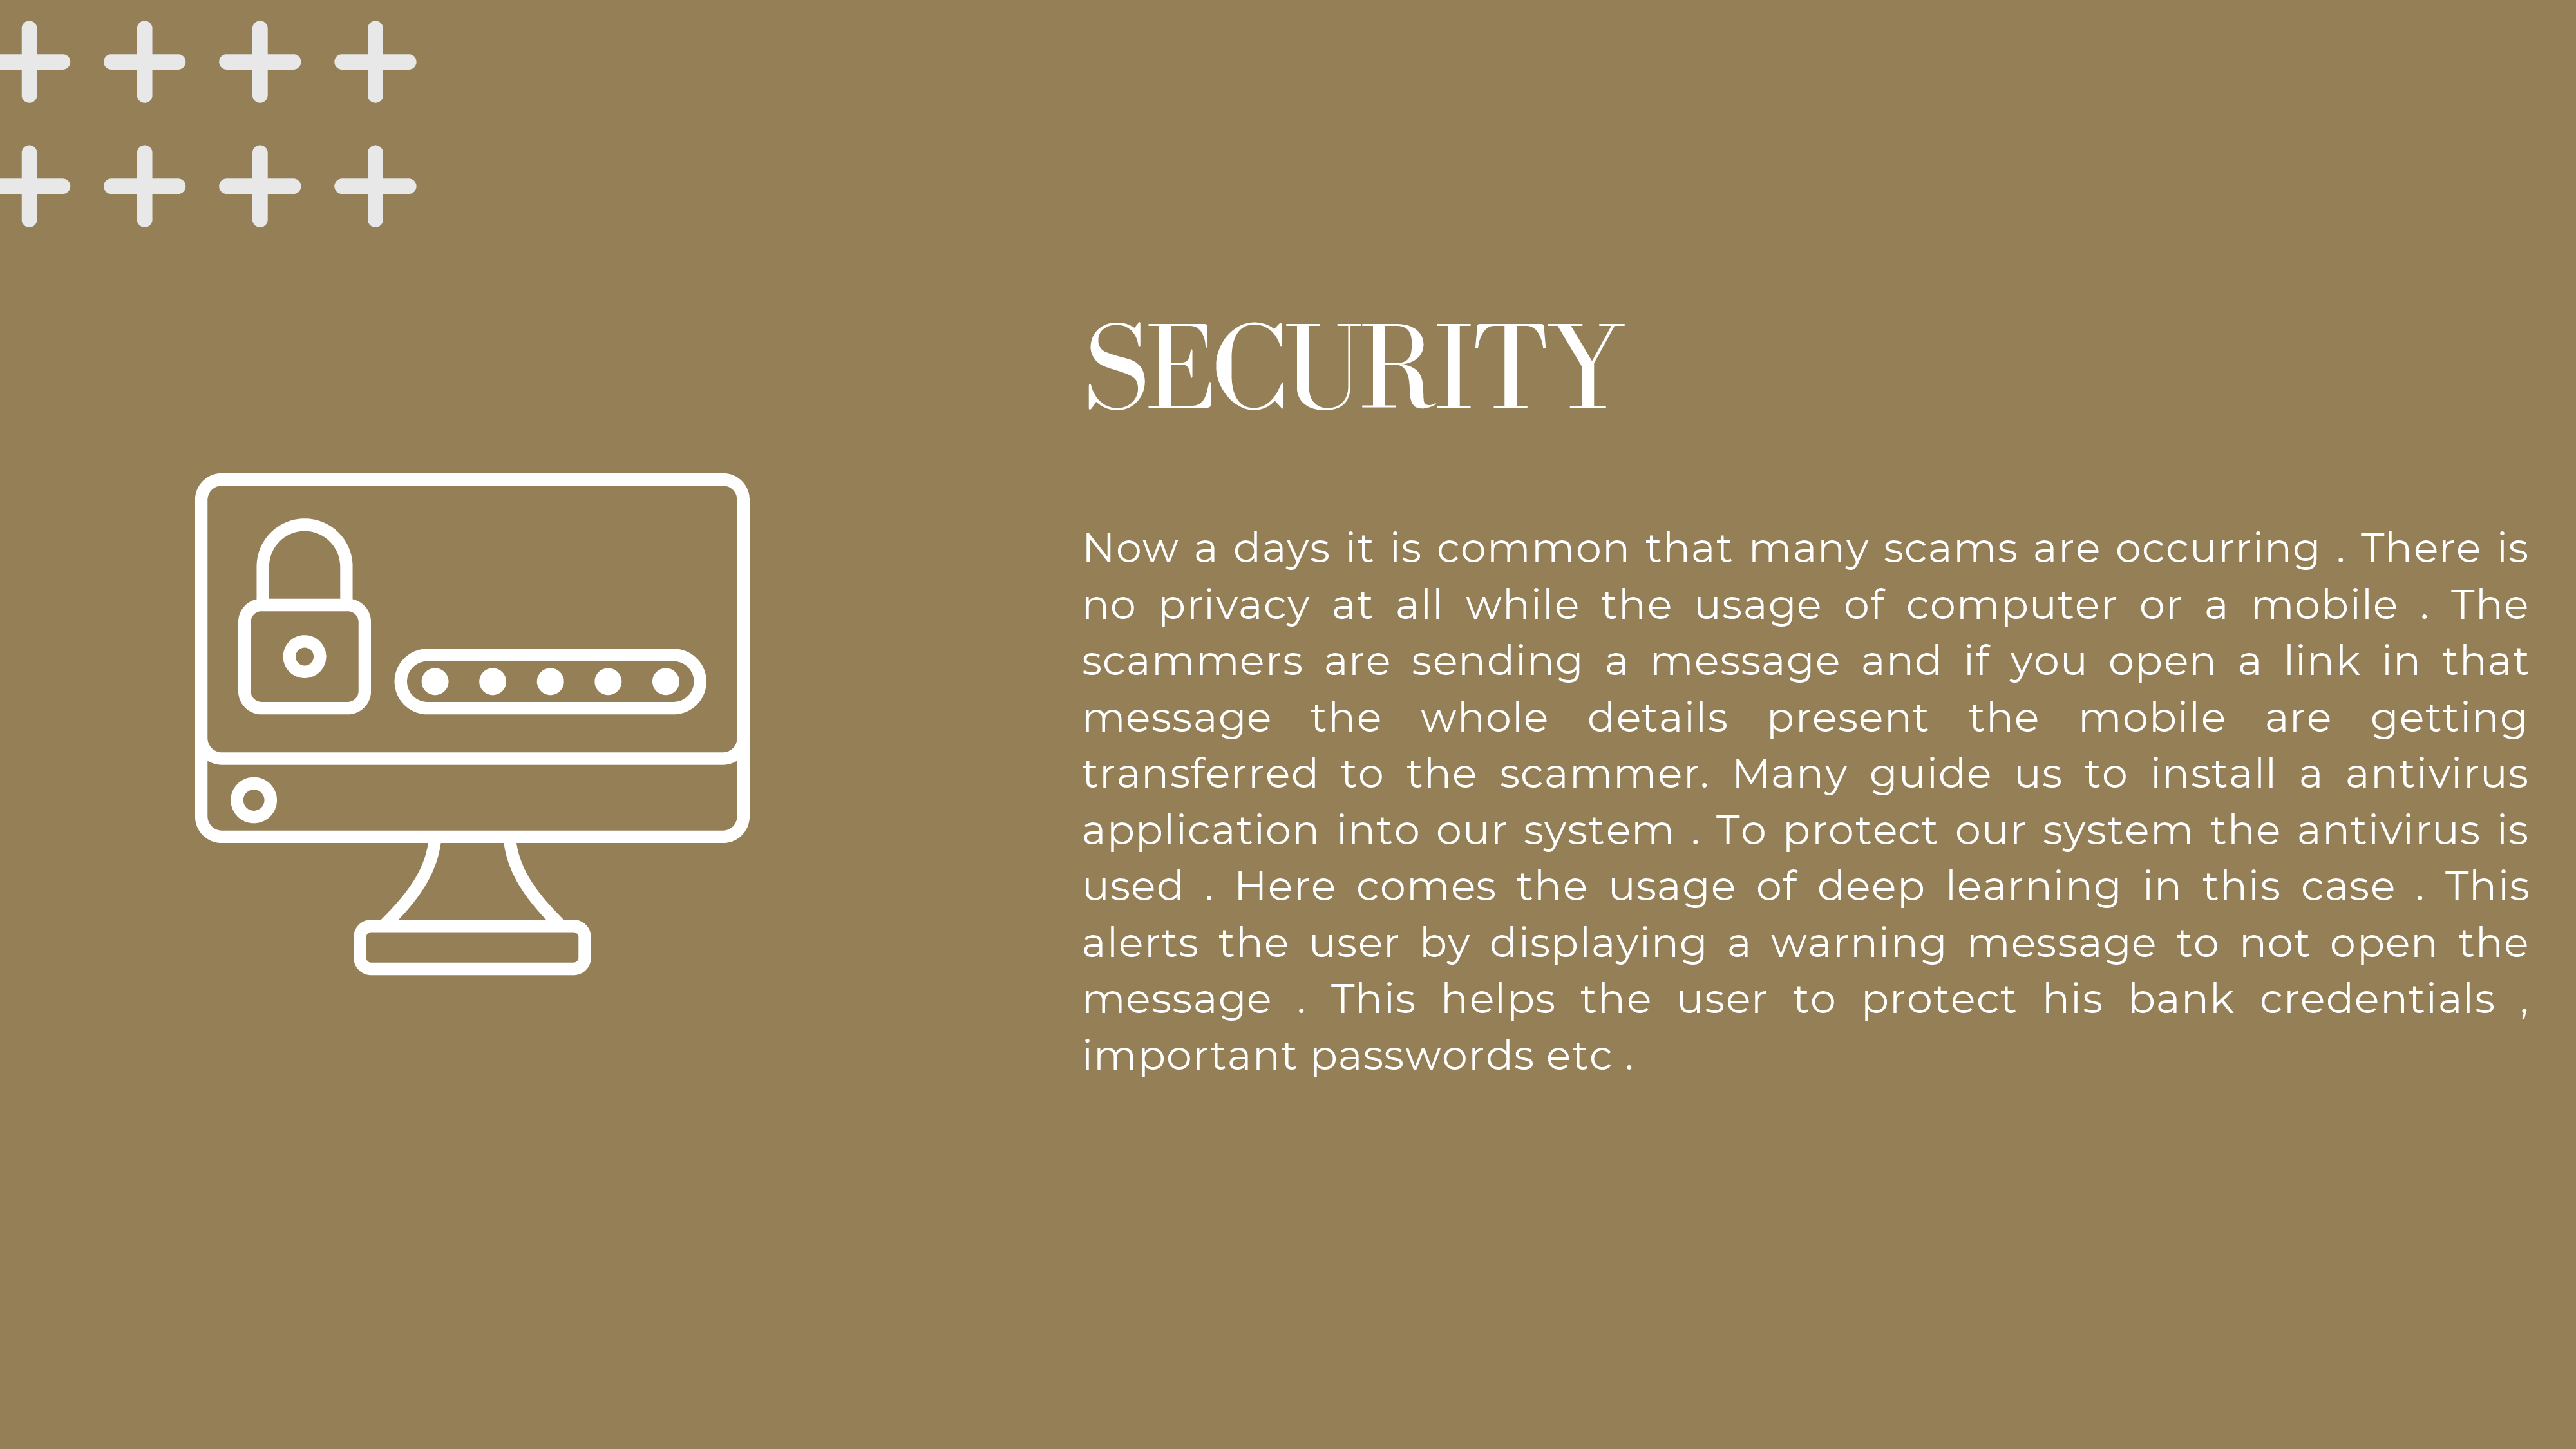 SECURITY
Now a days it is common that many scams are occurring . There is
no privacy at all while the usage of computer or a mobile . The
scammers are sending a message and if you open a link in that
message the whole details present the mobile are getting
transferred to the scammer. Many guide us to install a antivirus
application into our system . To protect our system the antivirus is
used . Here comes the usage of deep learning in this case . This
alerts the user by displaying a warning message to not open the
message . This helps the user to protect his bank credentials ,
important passwords etc .